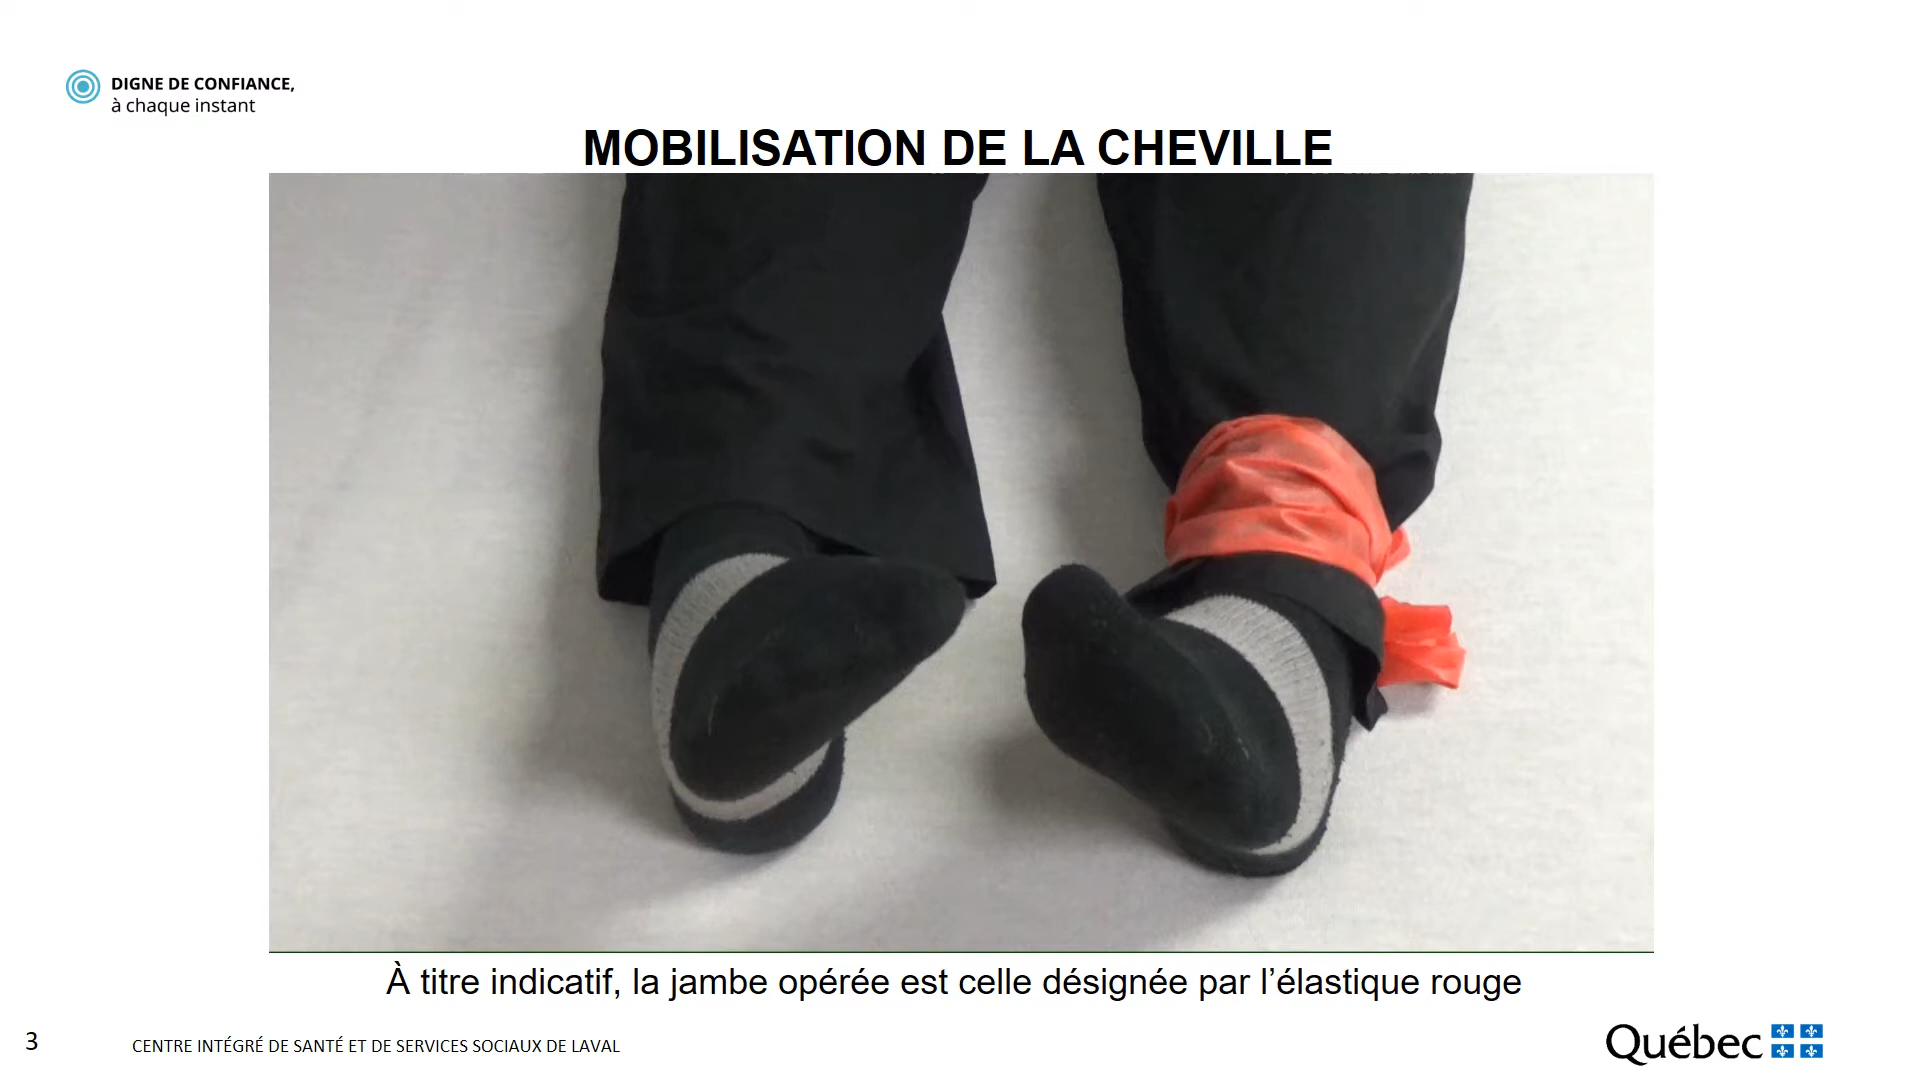 DIGNE DE CONFIANCE,
à chaque instant
MOBILISATION DE LA CHEVILLE
À titre indicatif, la jambe opérée est celle désignée par l’élastique rouge
3
CENTRE INTÉGRÉ DE SANTÉ ET DE SERVICES SOCIAUX DE LAVAL
Québec